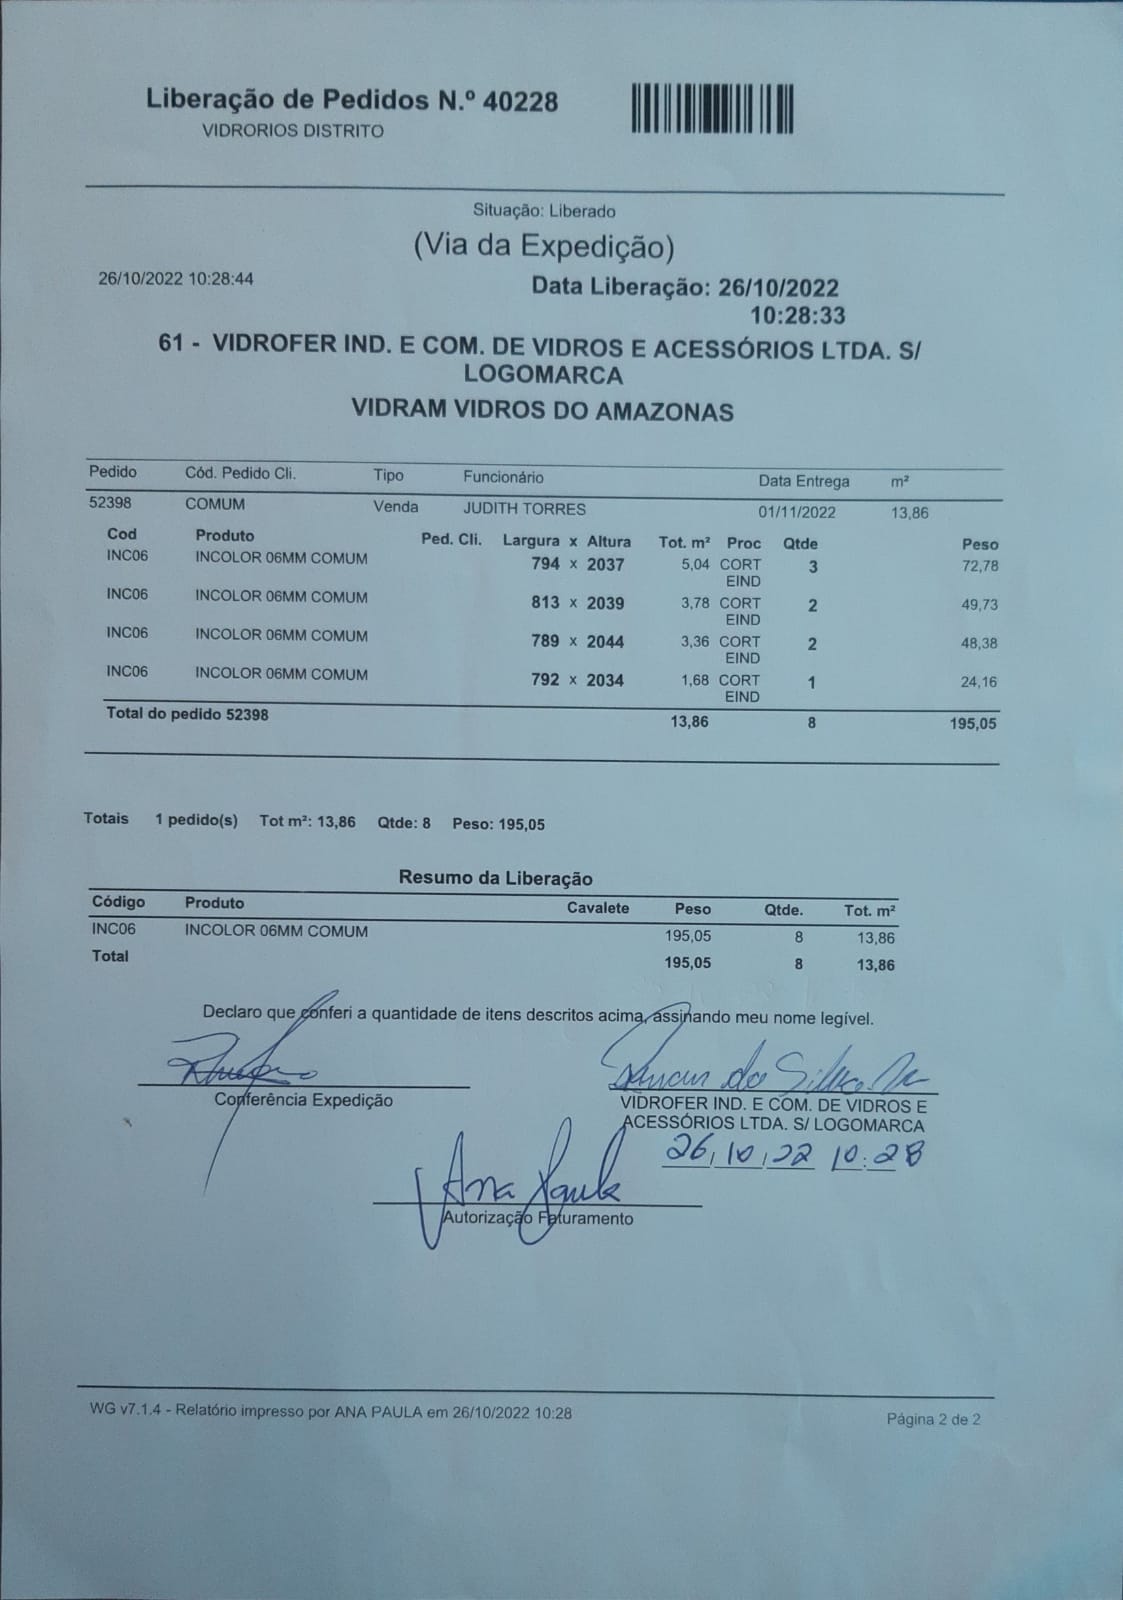 Liberação de Pedidos N.º 40228
VIDRORIOS DISTRITO
Situação: Liberado
(Via da Expedição)
26/10/2022 10:28:44
Data Liberação: 26/10/2022
10:28:33
61 - VIDROFER IND. E COM. DE VIDROS E ACESSÓRIOS LTDA. S/
LOGOMARCA
VIDRAM VIDROS DO AMAZONAS
Pedido Cód. Pedido Cli. Tipo Funcionário Data Entrega m²
52398 COMUM Venda JUDITH TORRES 01/11/2022 13,86
Cod Produto Ped. Cli. Largura x Altura Tot. m² Proc Qtde Peso
INC06 INCOLOR 06MM COMUM 794 x 2037 5,04 CORT 3 72,78
EIND
INC06 INCOLOR 06MM COMUM 813 x 2039 3,78 CORT 2 49,73
EIND
INC06 INCOLOR 06MM COMUM 789 x 2044 3,36 CORT 2 48,38
EIND
INC06 INCOLOR 06MM COMUM 792 x 2034 1,68 CORT 1 24,16
EIND
Total do pedido 52398 13,86 8 195,05
Totais 1 pedido(s) Tot m²: 13,86 Qtde: 8 Peso: 195,05
Resumo da Liberação
Código Produto Cavalete Peso Qtde. Tot. m²
INC06 INCOLOR 06MM COMUM 195,05 8 13,86
Total 195,05 8 13,86
Declaro que conferi a quantidade de itens descritos acima, assinando meu nome legível.
da Silva
Conferência Expedição
VIDROFER IND. E COM. DE VIDROS E
ACESSÓRIOS LTDA. S/ LOGOMARCA
26/10/22 10:28
Ana Paula
Autorização Faturamento
WG v7.1.4 - Relatório impresso por ANA PAULA em 26/10/2022 10:28
Página 2 de 2